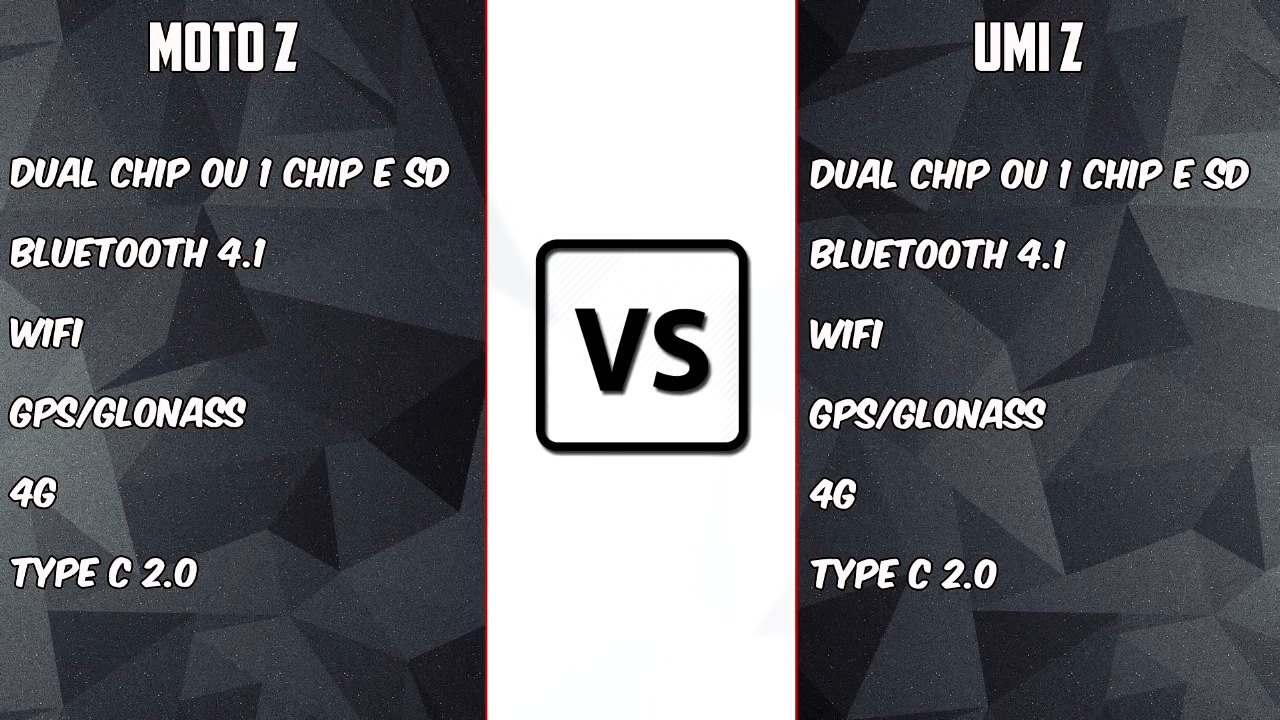 MOTO Z
DUAL CHIP OU 1 CHIP E SD
BLUETOOTH 4.1
WIFI
GPS/GLONASS
4G
TYPE C 2.0
VS
UMI Z
DUAL CHIP OU 1 CHIP E SD
BLUETOOTH 4.1
WIFI
GPS/GLONASS
4G
TYPE C 2.0